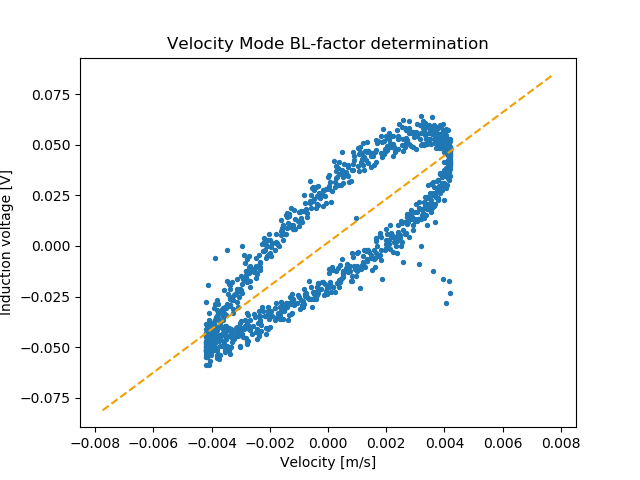 Velocity Mode BL-factor determination
Induction voltage [V]
0.075
0.050
0.025
0.000
−0.025
−0.050
−0.075
−0.008 −0.006 −0.004 −0.002 0.000 0.002 0.004 0.006 0.008
Velocity [m/s]